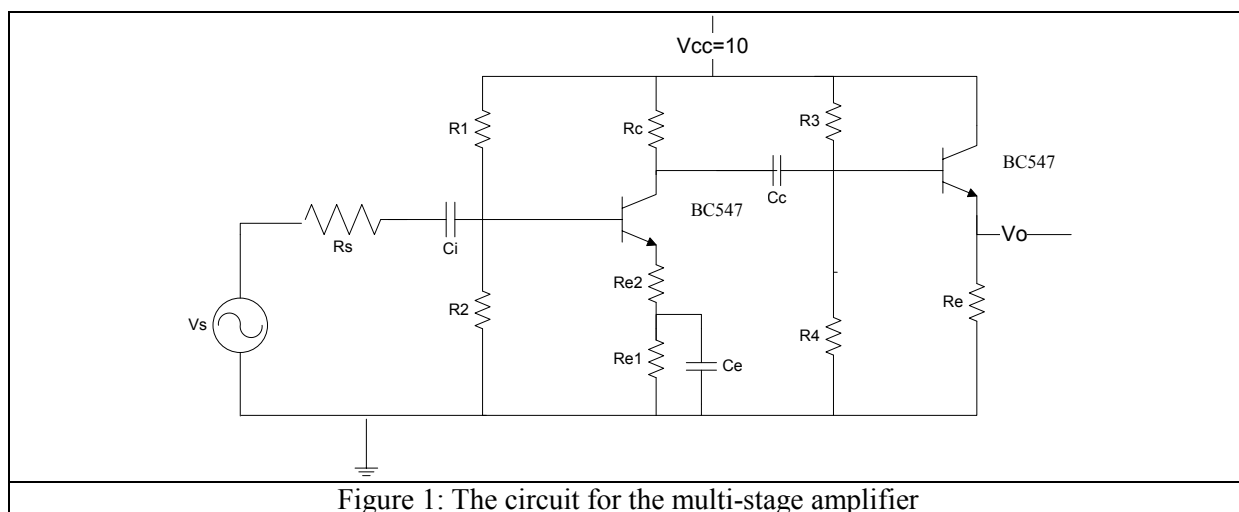 Vcc=10
R1
Rc
R3
BC547
Cc
BC547
Rs
Ci
Vo
Re2
R2
Re
Vs
R4
Re1
Ce
Figure 1: The circuit for the multi-stage amplifier